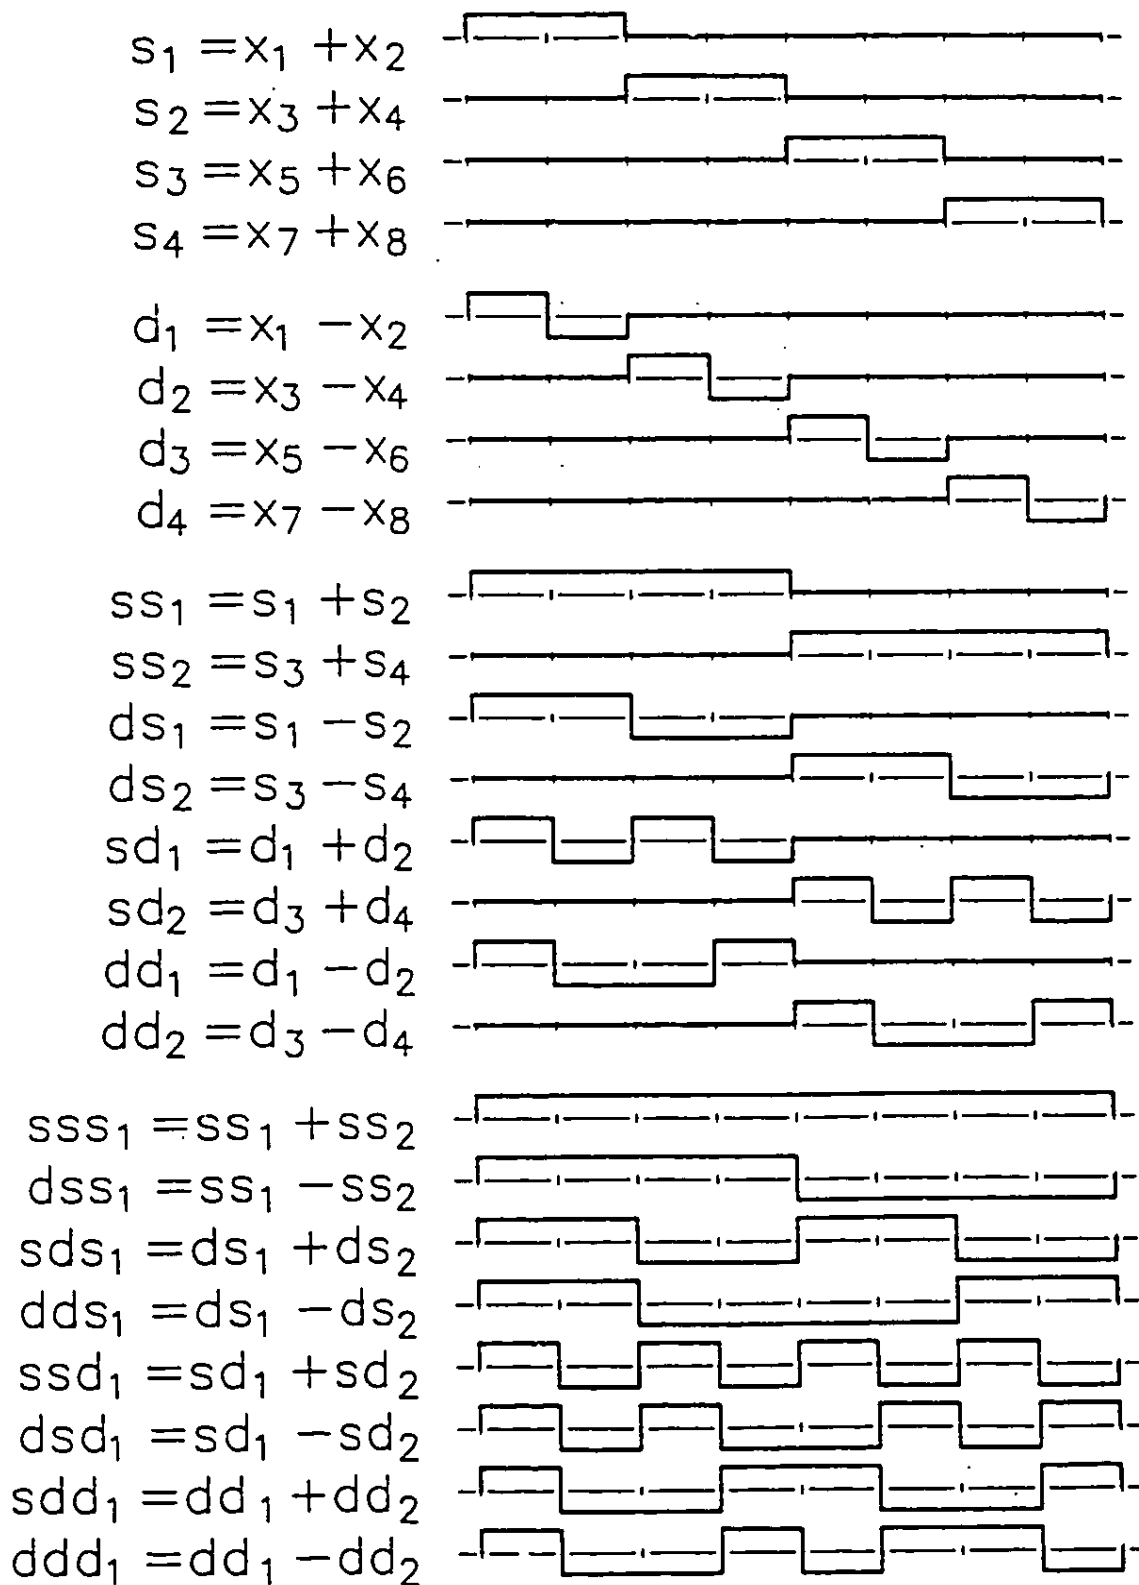 s₁ = x₁ + x₂
s₂ = x₃ + x₄
s₃ = x₅ + x₆
s₄ = x₇ + x₈
d₁ = x₁ − x₂
d₂ = x₃ − x₄
d₃ = x₅ − x₆
d₄ = x₇ − x₈
ss₁ = s₁ + s₂
ss₂ = s₃ + s₄
ds₁ = s₁ − s₂
ds₂ = s₃ − s₄
sd₁ = d₁ + d₂
sd₂ = d₃ + d₄
dd₁ = d₁ − d₂
dd₂ = d₃ − d₄
sss₁ = ss₁ + ss₂
dss₁ = ss₁ − ss₂
sds₁ = ds₁ + ds₂
dds₁ = ds₁ − ds₂
ssd₁ = sd₁ + sd₂
dsd₁ = sd₁ − sd₂
sdd₁ = dd₁ + dd₂
ddd₁ = dd₁ − dd₂